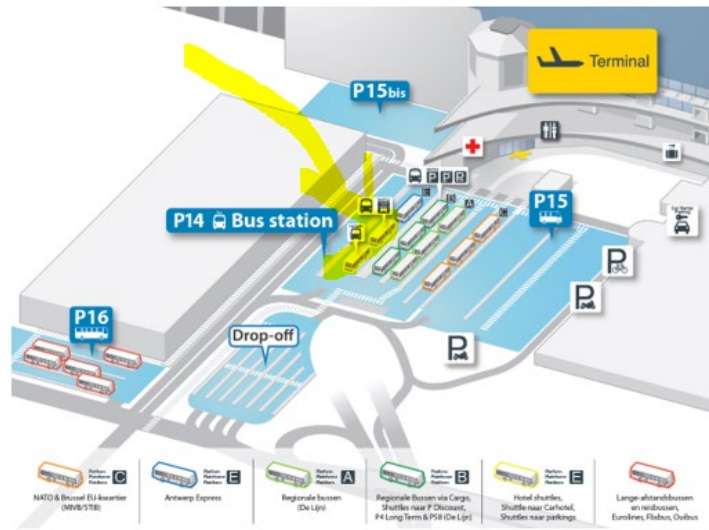 Terminal
P15bis
P14 Bus station
P15
P16
Drop-off
E
B
A
C
P
P
P
P
P
C
NATO & Brussel EU-kwartier
(MIVB/STIB)
E
Antwerp Express
A
Regionale bussen
(De Lijn)
B
Regionale Bussen via Cargo,
Shuttles naar P Discount,
P4 Long Term & P58 (De Lijn)
E
Hotel shuttles,
Shuttle naar Carhotel,
Shuttles naar parkings
Lange-afstandsbussen
en reisbussen,
Eurolines, Flixbus, Ouibus